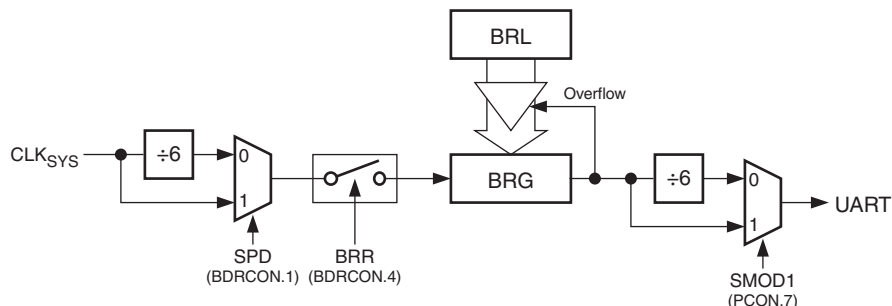 BRL
Overflow
CLKSYS
÷6
0
1
BRG
÷6
0
1
UART
SPD
(BDRCON.1)
BRR
(BDRCON.4)
SMOD1
(PCON.7)